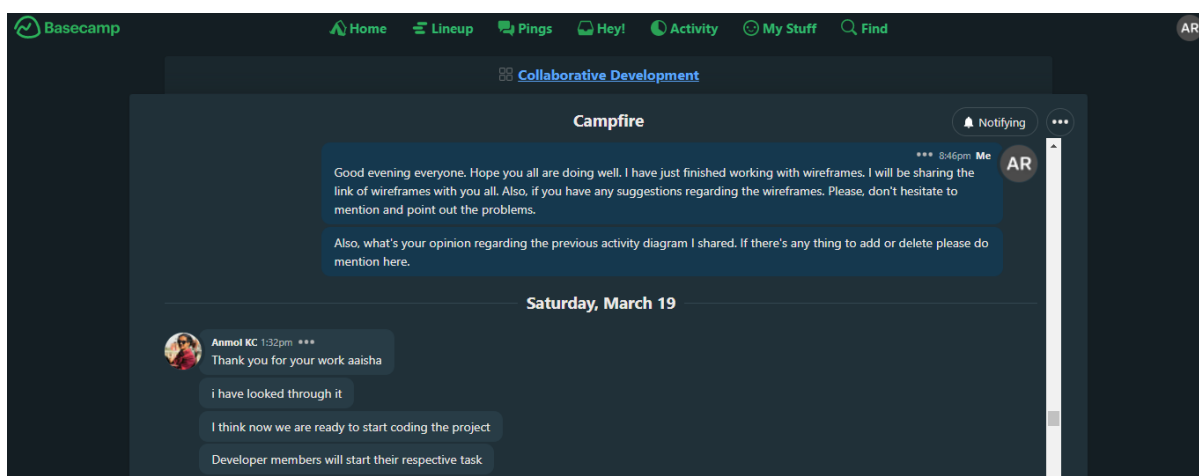 Basecamp
Home
Lineup
Pings
Hey!
Activity
My Stuff
Find
AR
Collaborative Development
Campfire
Notifying
8:46pm Me
AR
Good evening everyone. Hope you all are doing well. I have just finished working with wireframes. I will be sharing the
link of wireframes with you all. Also, if you have any suggestions regarding the wireframes. Please, don't hesitate to
mention and point out the problems.
Also, what's your opinion regarding the previous activity diagram I shared. If there's any thing to add or delete please do
mention here.
Saturday, March 19
Anmol KC 1:32pm
Thank you for your work aaisha
i have looked through it
I think now we are ready to start coding the project
Developer members will start their respective task